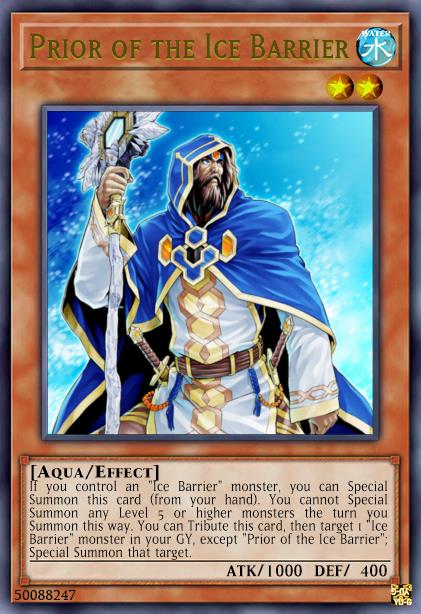 Prior of the Ice Barrier
WATER
水
[Aqua/Effect]
If you control an "Ice Barrier" monster, you can Special
Summon this card (from your hand). You cannot Special
Summon any Level 5 or higher monsters the turn you
Summon this way. You can Tribute this card, then target 1 "Ice
Barrier" monster in your GY, except "Prior of the Ice Barrier";
Special Summon that target.
ATK/1000 DEF/ 400
50088247